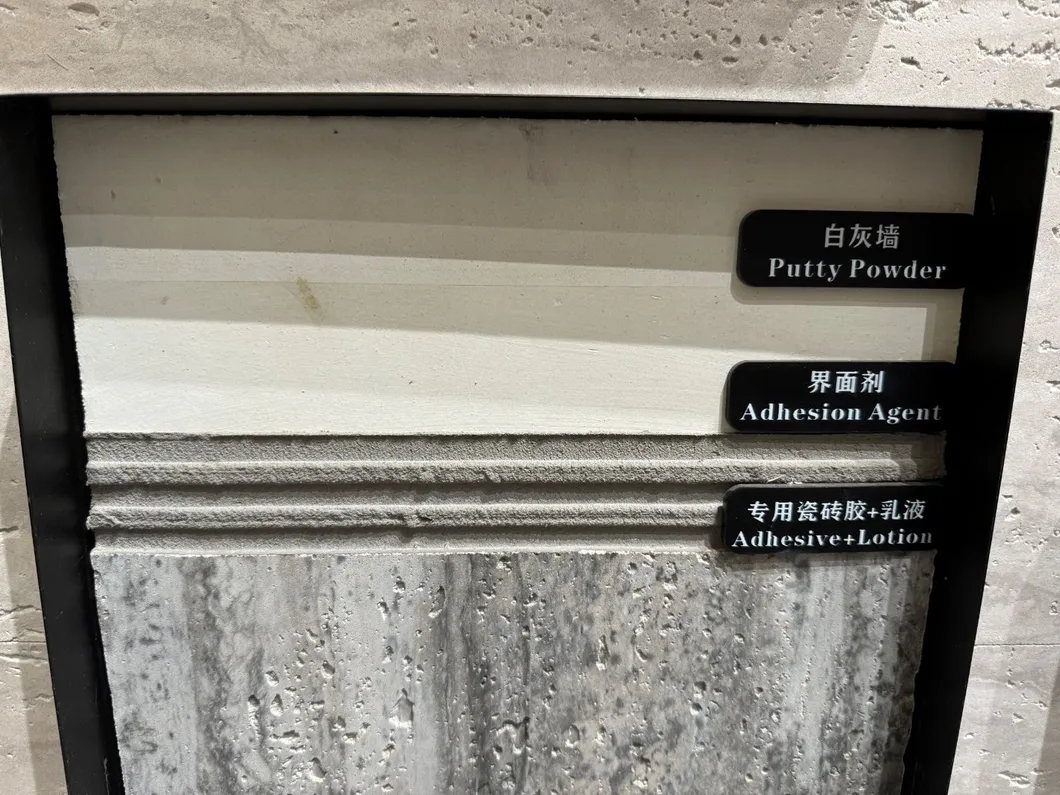 白灰墙
Putty Powder
界面剂
Adhesion Agent
专用瓷砖胶+乳液
Adhesive+Lotion